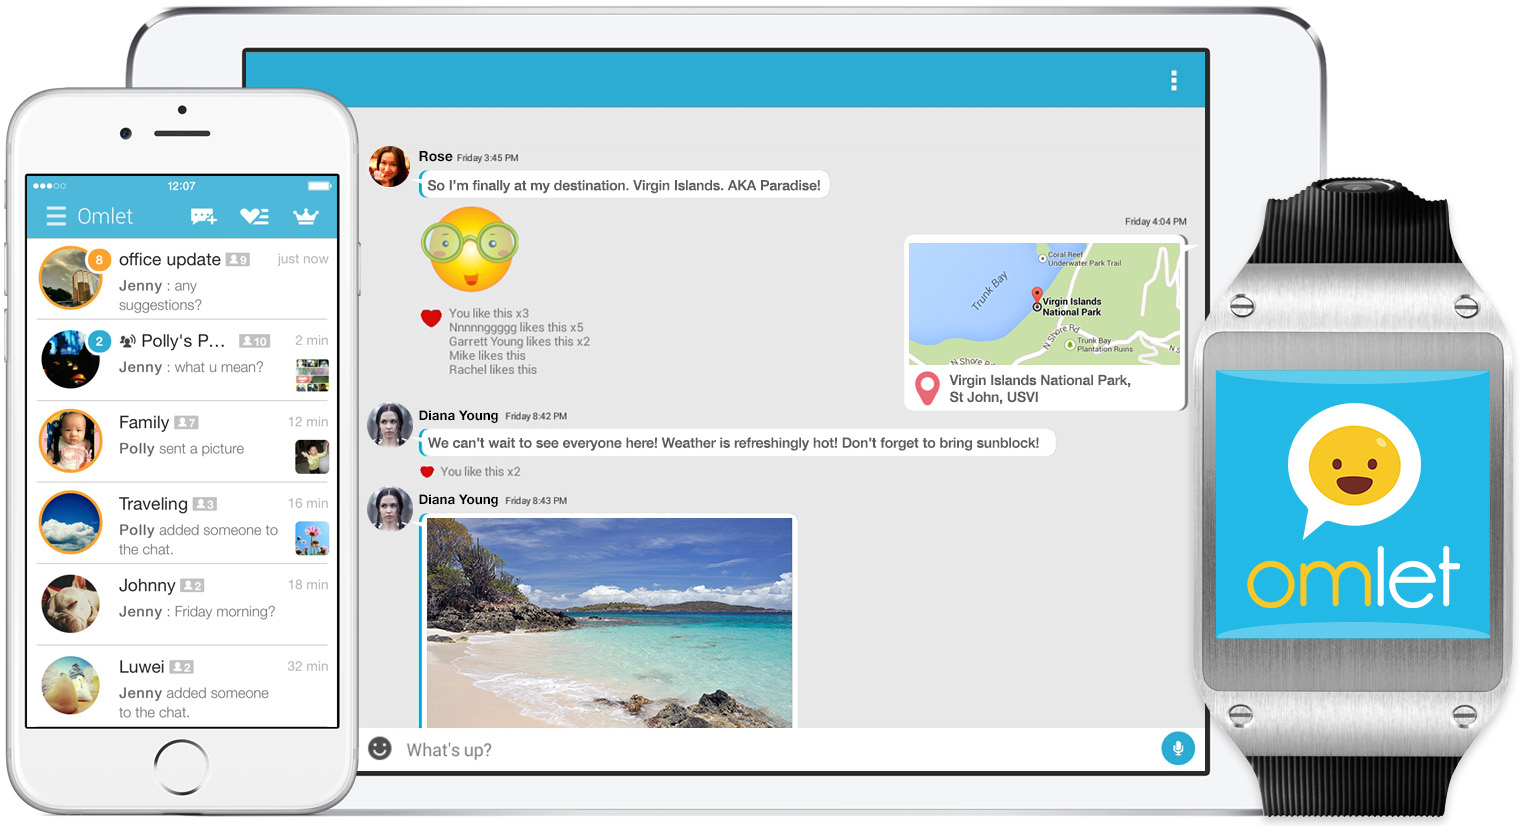 12:07
Omlet
8
office update 9
just now
Jenny : any
suggestions?
2
Polly's P... 10
2 min
Jenny : what u mean?
Family 7
12 min
Polly sent a picture
Traveling 3
16 min
Polly added someone to
the chat.
Johnny 2
18 min
Jenny : Friday morning?
Luwei 2
32 min
Jenny added someone
to the chat.
Rose Friday 3:45 PM
So I'm finally at my destination. Virgin Islands. AKA Paradise!
You like this x3
Nnnnnggggg likes this x5
Garrett Young likes this x2
Mike likes this
Rachel likes this
Friday 4:04 PM
Coral Reef
Underwater Park Trail
Trunk Bay
Virgin Islands
National Park
N Shore Rd
Trunk Bay
Plantation Ruins
N Shore Rd
N S
Virgin Islands National Park,
St John, USVI
Diana Young Friday 8:42 PM
We can't wait to see everyone here! Weather is refreshingly hot! Don't forget to bring sunblock!
You like this x2
Diana Young Friday 8:43 PM
What's up?
omlet